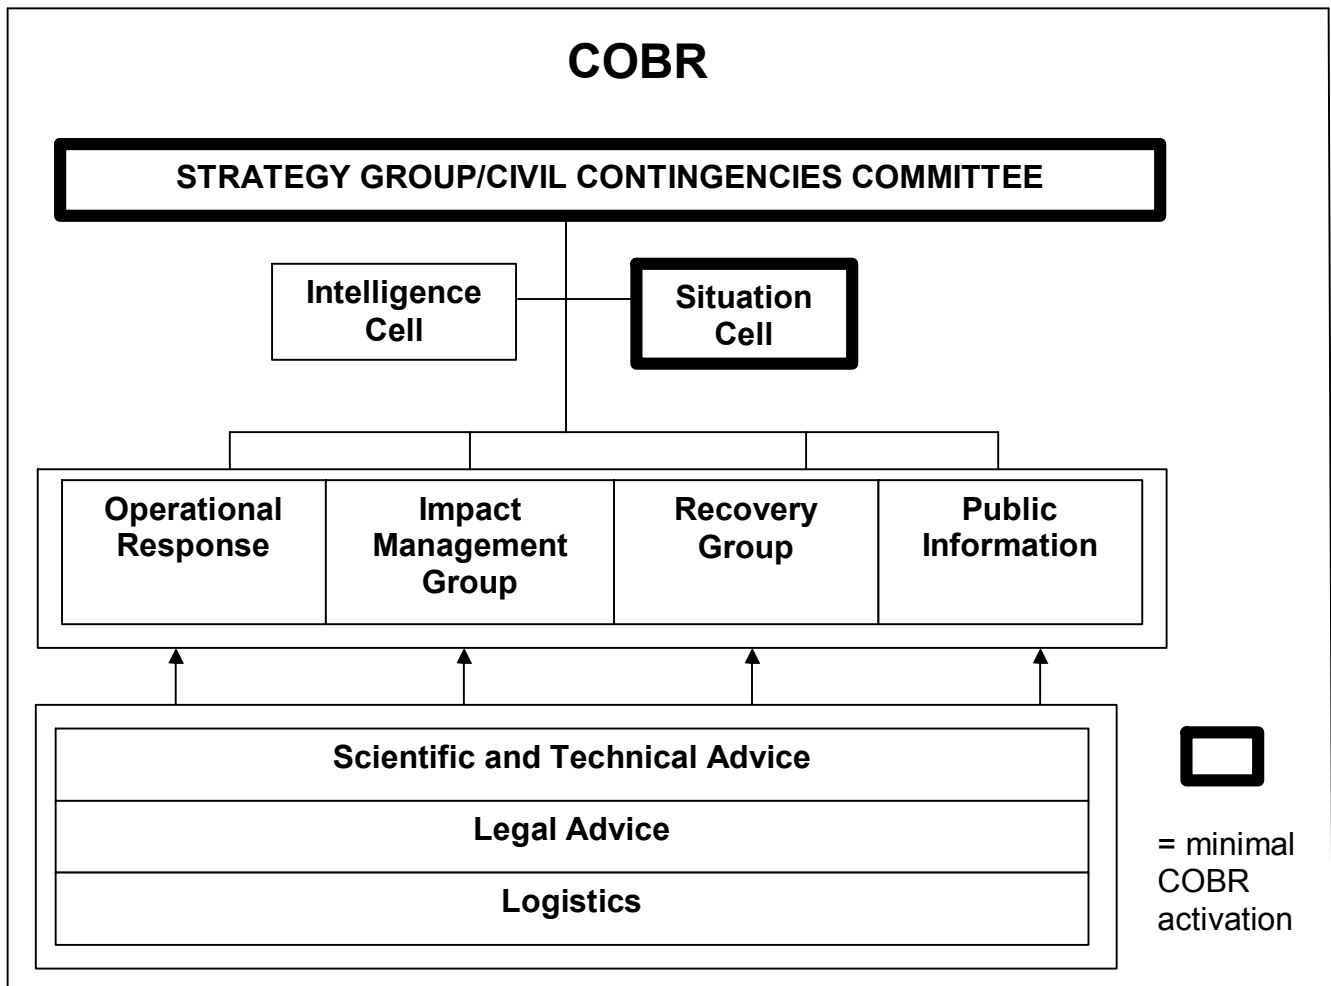 COBR
STRATEGY GROUP/CIVIL CONTINGENCIES COMMITTEE
Intelligence
Cell
Situation
Cell
Operational
Response
Impact
Management
Group
Recovery
Group
Public
Information
Scientific and Technical Advice
Legal Advice
Logistics
= minimal
COBR
activation